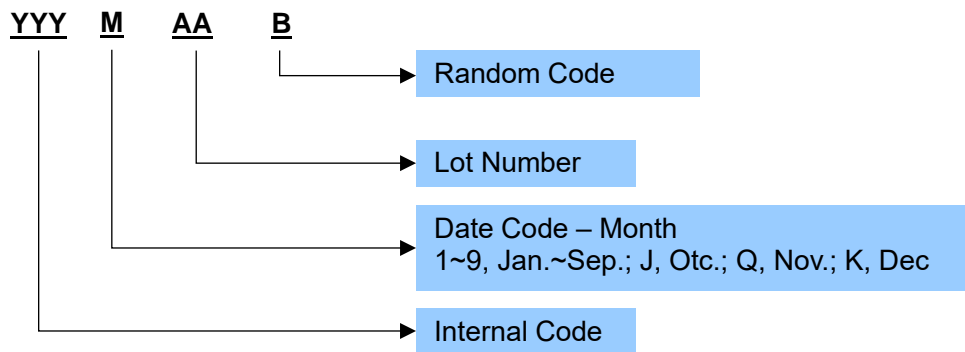 YYY M AA B
Random Code
Lot Number
Date Code – Month
1~9, Jan.~Sep.; J, Otc.; Q, Nov.; K, Dec
Internal Code